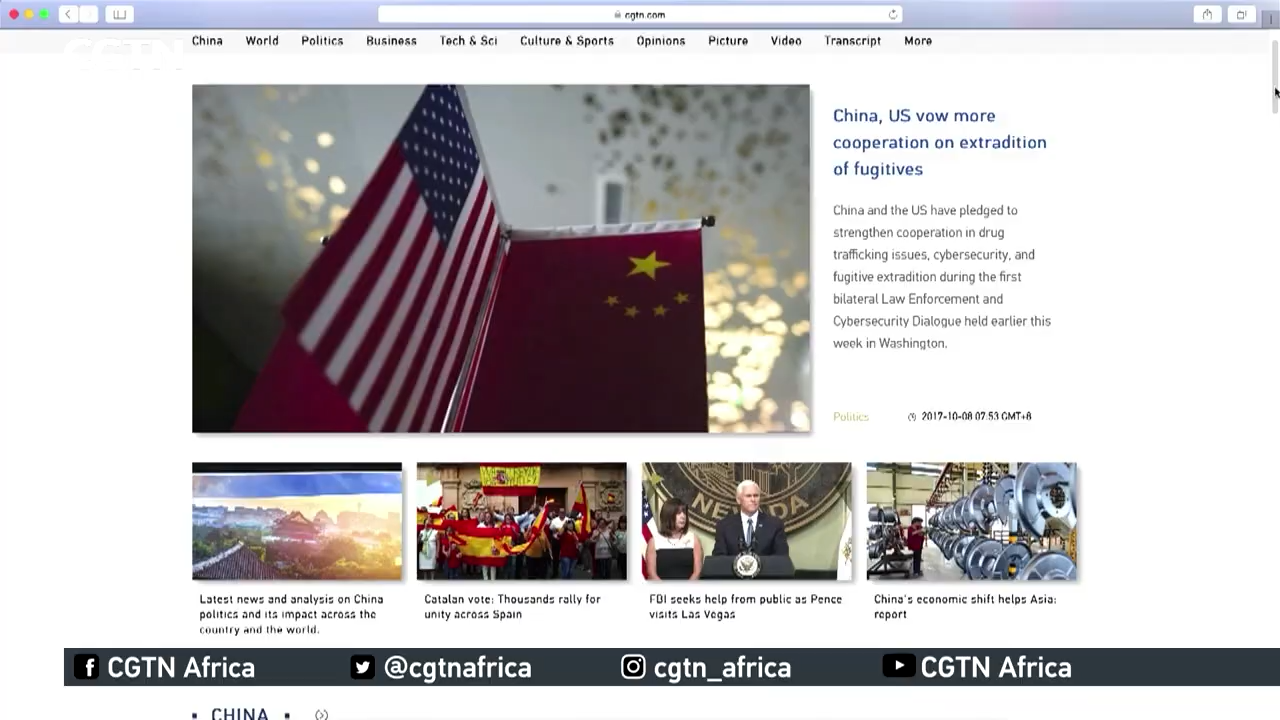 cgtn.com
CGTN
China World Politics Business Tech & Sci Culture & Sports Opinions Picture Video Transcript More
China, US vow more
cooperation on extradition
of fugitives
China and the US have pledged to
strengthen cooperation in drug
trafficking issues, cybersecurity, and
fugitive extradition during the first
bilateral Law Enforcement and
Cybersecurity Dialogue held earlier this
week in Washington.
Politics 2017-10-08 07:53 GMT+8
NEVADA
Latest news and analysis on China
politics and its impact across the
country and the world.
Catalan vote: Thousands rally for
unity across Spain
FBI seeks help from public as Pence
visits Las Vegas
China's economic shift helps Asia:
report
CGTN Africa @cgtnafrica cgtn_africa CGTN Africa
CHINA